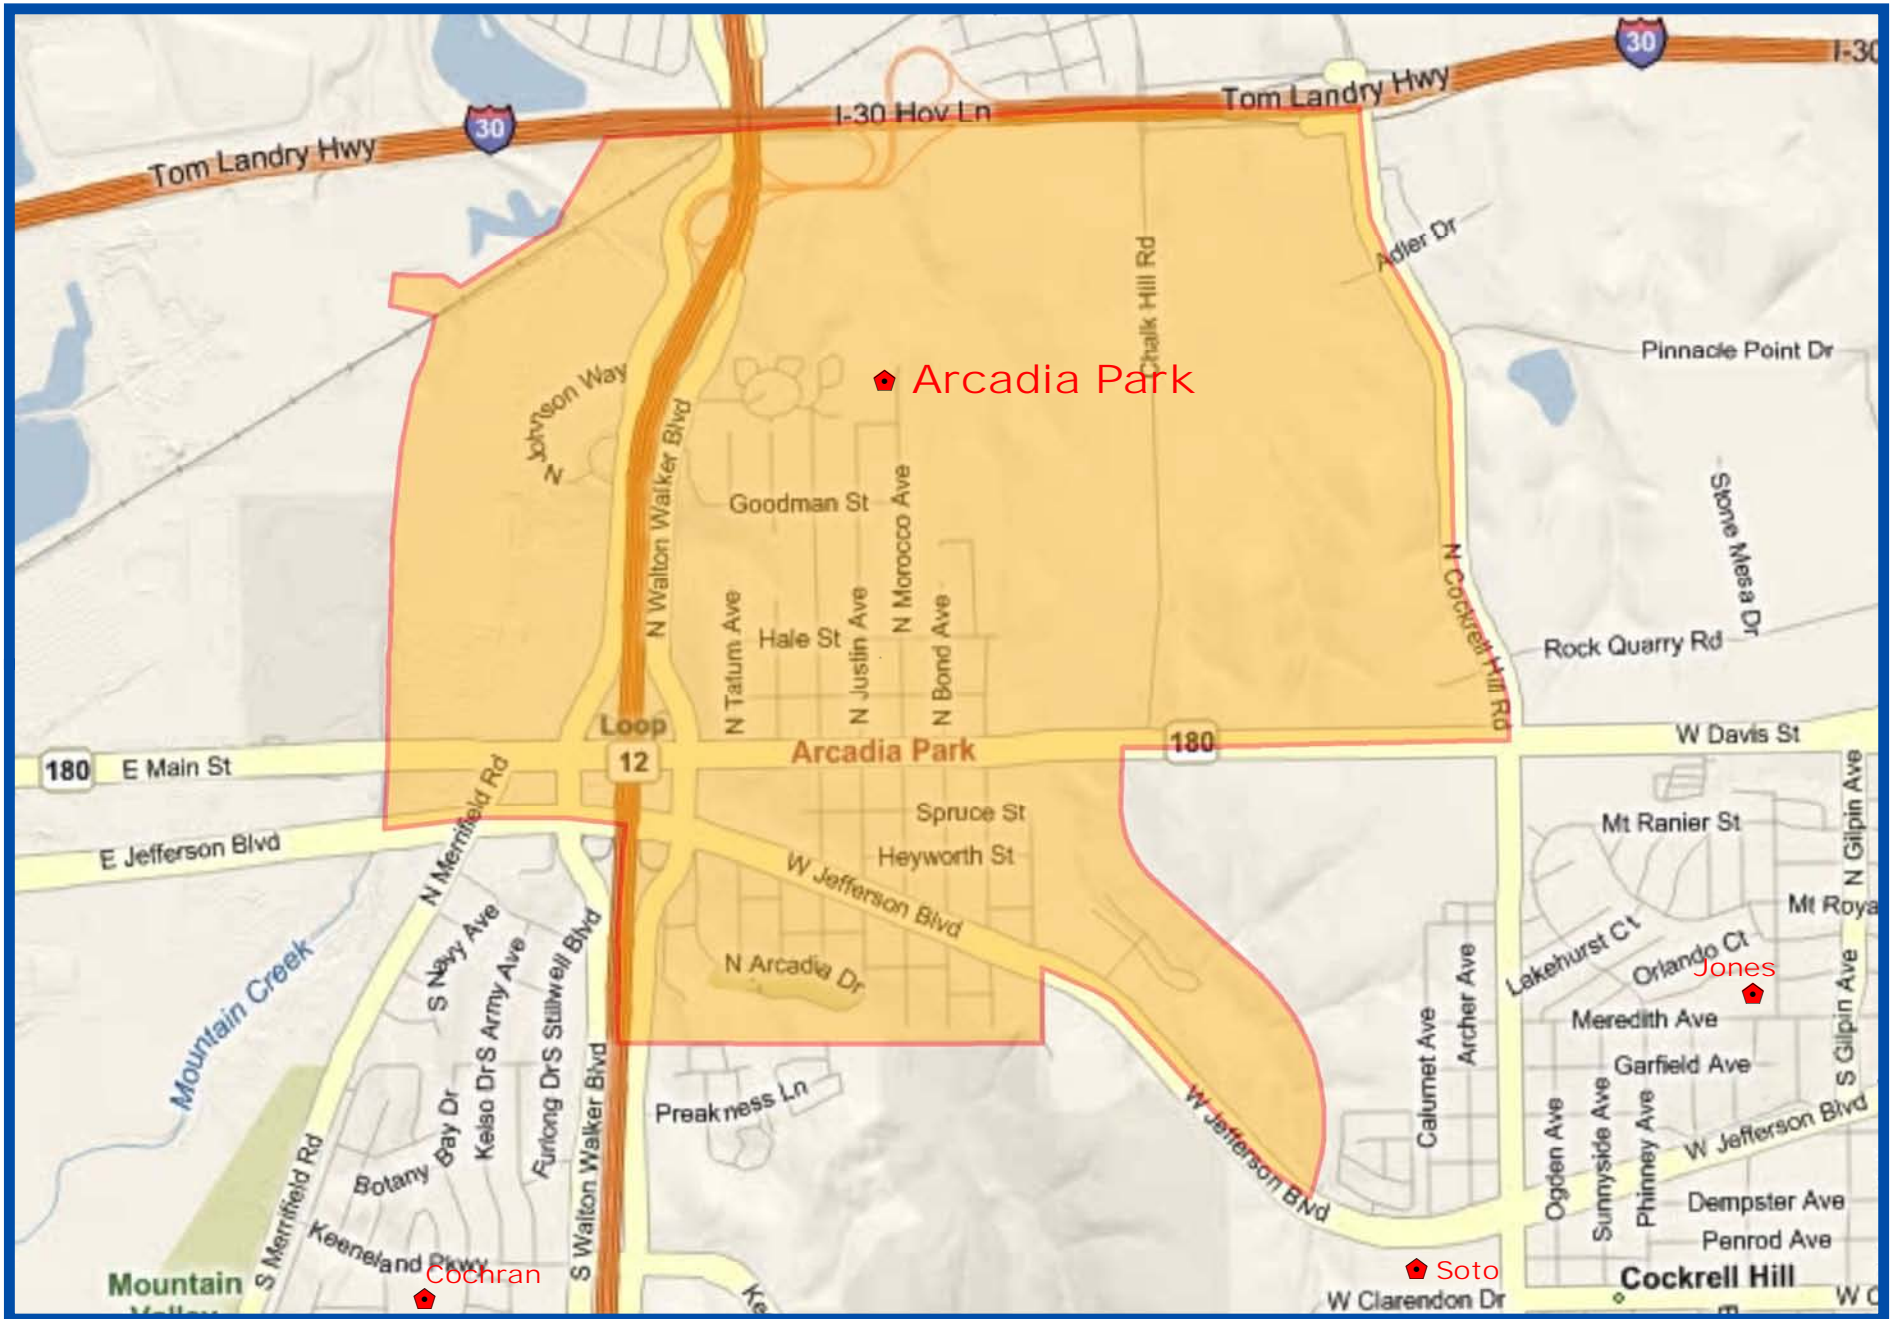 30
I-30
Tom Landry Hwy
I-30 Hov Ln
30
Tom Landry Hwy
Adler Dr
Chalk Hill Rd
Pinnacle Point Dr
N Johnson Way
Arcadia Park
N Walton Walker Blvd
Goodman St
N Morocco Ave
Stone Mesa Dr
N Cockrell Hill Rd
N Tatum Ave
Hale St
N Justin Ave
N Bond Ave
Rock Quarry Rd
Loop
12
Arcadia Park
180
W Davis St
180
E Main St
N Merrifield Rd
Spruce St
Mt Ranier St
N Gilpin Ave
E Jefferson Blvd
Heyworth St
W Jefferson Blvd
Mt Roya
S Navy Ave
S Army Ave
S Stillwell Blvd
N Arcadia Dr
Lakehurst Ct
Orlando Ct
Jones
Mountain Creek
Archer Ave
Calumet Ave
Meredith Ave
S Gilpin Ave
Garfield Ave
Kelso Dr
Furlong Dr
Bay Dr
Botany
S Walton Walker Blvd
Preakness Ln
W Jefferson Blvd
W Jefferson Blvd
Ogden Ave
Sunnyside Ave
Phinney Ave
Dempster Ave
Penrod Ave
S Merrifield Rd
Keeneland Pkwy
Cochran
Soto
Cockrell Hill
Mountain
Valley
Ke
W Clarendon Dr
W C